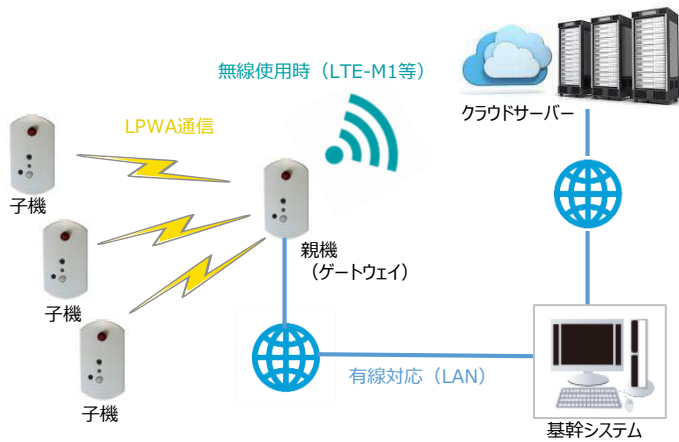 無線使用時（LTE-M1等）
クラウドサーバー
LPWA通信
子機
親機
（ゲートウェイ）
子機
子機
有線対応（LAN）
基幹システム